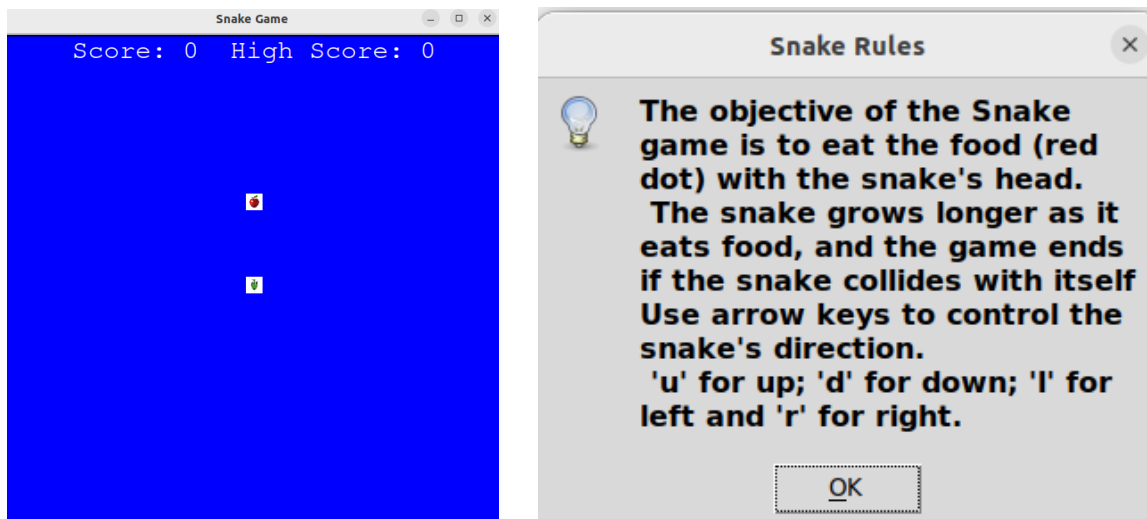 Snake Game
Score: 0  High Score: 0
Snake Rules
The objective of the Snake
game is to eat the food (red
dot) with the snake's head.
The snake grows longer as it
eats food, and the game ends
if the snake collides with itself
Use arrow keys to control the
snake's direction.
'u' for up; 'd' for down; 'l' for
left and 'r' for right.
OK